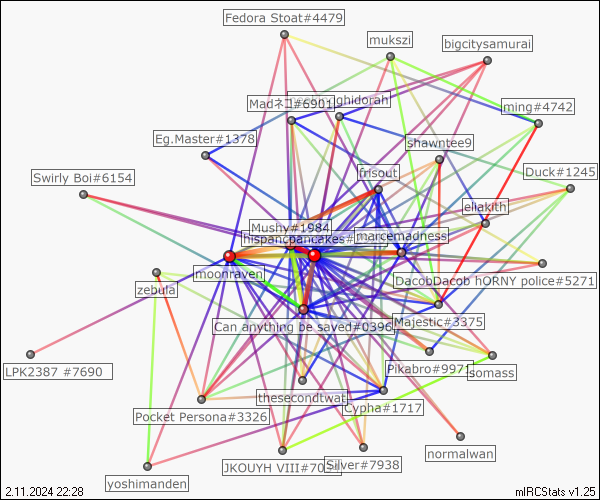 Fedora Stoat#4479
mukszi
bigcitysamurai
Madネコ#6901
ghidorah
ming#4742
Eg.Master#1378
shawntee9
frisout
Duck#1245
Swirly Boi#6154
eliakith
Mushy#1984
hispancpancakes#
marcemadness
moonraven
DacobDacob hORNY police#5271
zebula
Can anything be saved#0396
Majestic#3375
LPK2387 #7690
Pikabro#9971
somass
thesecondtwat
Cypha#1717
Pocket Persona#3326
normalwan
JKOUYH VIII#70
Silver#7938
yoshimanden
2.11.2024 22:28
mIRCStats v1.25